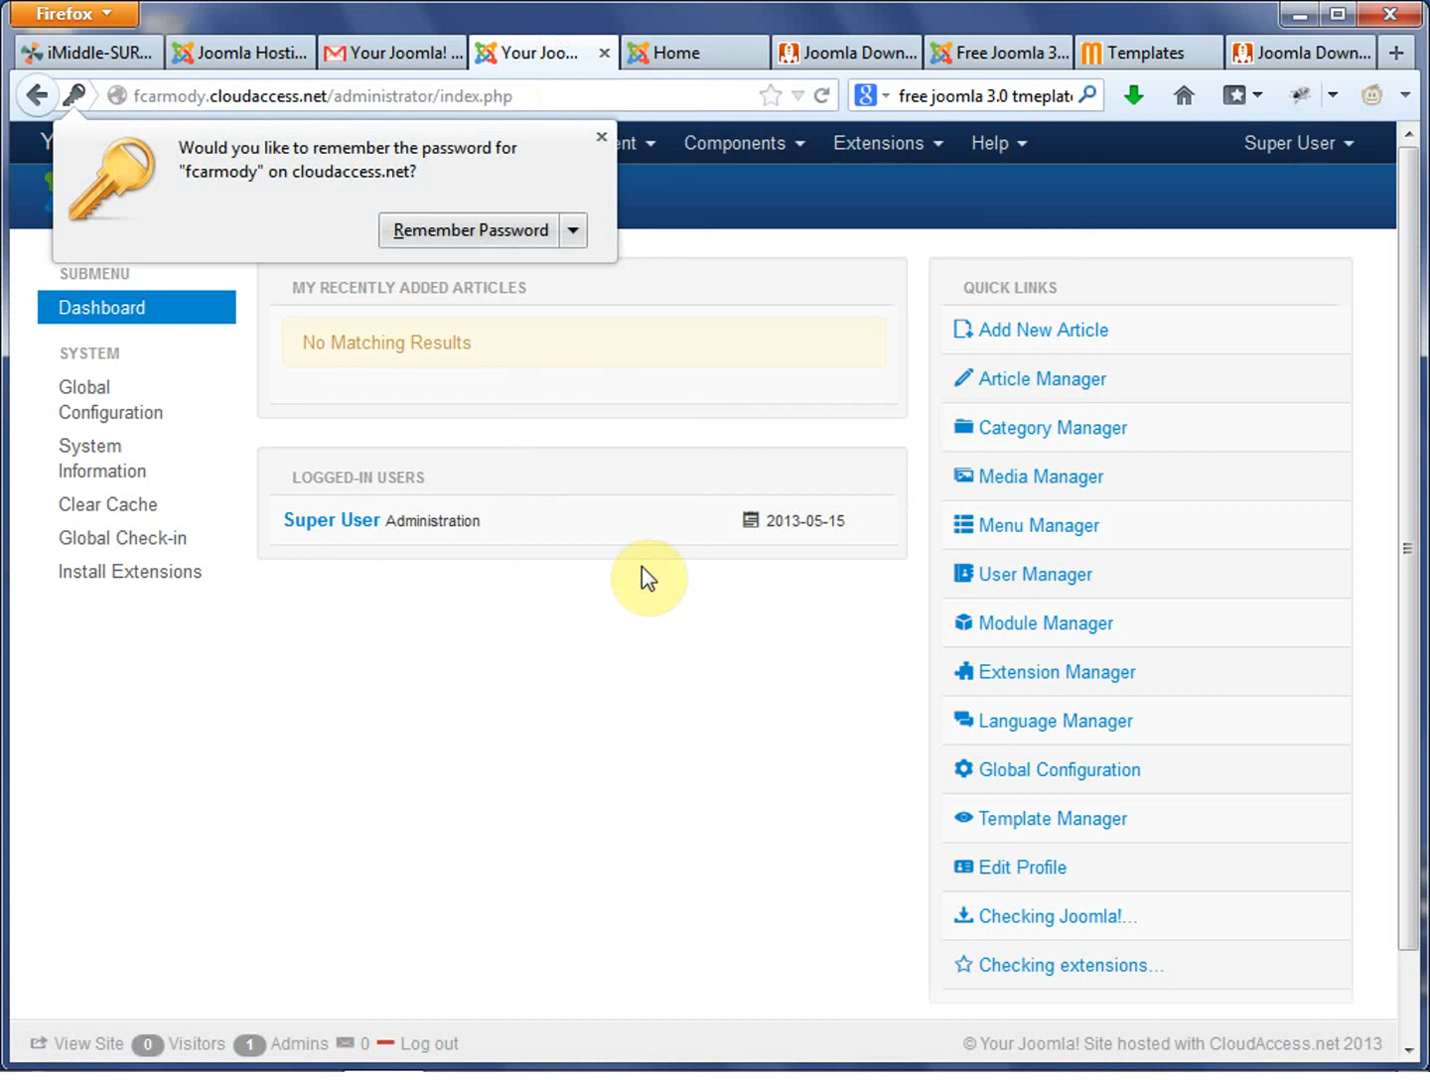 Firefox
iMiddle-SUR...
Joomla Hosti...
Your Joomla! ...
Your Joo...
Home
Joomla Down...
Free Joomla 3...
Templates
Joomla Down...
fcarmody.cloudaccess.net/administrator/index.php
free joomla 3.0 tmeplat
Would you like to remember the password for
"fcarmody" on cloudaccess.net?
Remember Password
Y
nt
Components
Extensions
Help
Super User
SUBMENU
Dashboard
SYSTEM
Global
Configuration
System
Information
Clear Cache
Global Check-in
Install Extensions
MY RECENTLY ADDED ARTICLES
No Matching Results
LOGGED-IN USERS
Super User Administration
2013-05-15
QUICK LINKS
Add New Article
Article Manager
Category Manager
Media Manager
Menu Manager
User Manager
Module Manager
Extension Manager
Language Manager
Global Configuration
Template Manager
Edit Profile
Checking Joomla!...
Checking extensions...
View Site 0 Visitors 1 Admins 0 Log out
© Your Joomla! Site hosted with CloudAccess.net 2013